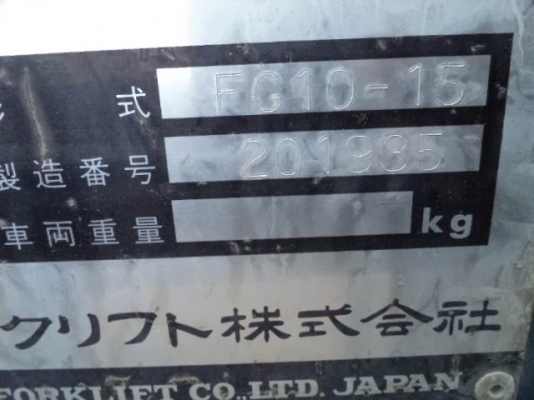 式 FG10-15
製造番号 201935
車両重量 kg
クリフト株式会社
FORKLIFT CO.,LTD. JAPAN